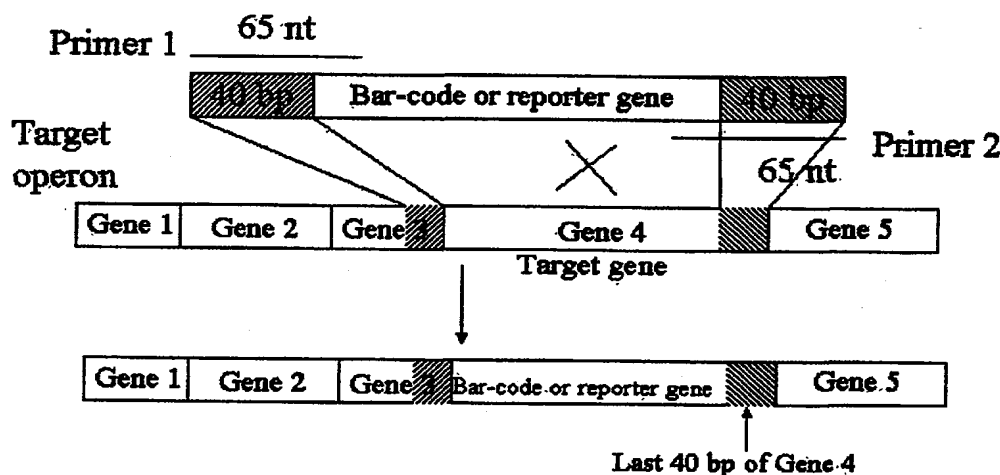 65 nt
Primer 1
40 bp Bar-code or reporter gene 40 bp
Target
operon
Primer 2
65 nt
Gene 1 Gene 2 Gene 3 Gene 4 Gene 5
Target gene
Gene 1 Gene 2 Gene 3 Bar-code or reporter gene Gene 5
Last 40 bp of Gene 4